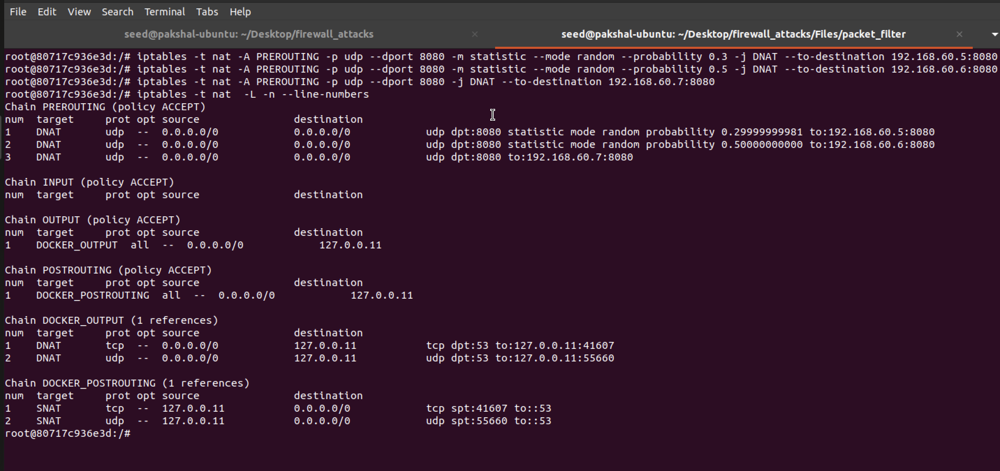 File Edit View Search Terminal Tabs Help
seed@pakshal-ubuntu: ~/Desktop/firewall_attacks × seed@pakshal-ubuntu: ~/Desktop/firewall_attacks/Files/packet_filter ×
root@80717c936e3d:/# iptables -t nat -A PREROUTING -p udp --dport 8080 -m statistic --mode random --probability 0.3 -j DNAT --to-destination 192.168.60.5:8080
root@80717c936e3d:/# iptables -t nat -A PREROUTING -p udp --dport 8080 -m statistic --mode random --probability 0.5 -j DNAT --to-destination 192.168.60.6:8080
root@80717c936e3d:/# iptables -t nat -A PREROUTING -p udp --dport 8080 -j DNAT --to-destination 192.168.60.7:8080
root@80717c936e3d:/# iptables -t nat  -L -n --line-numbers
Chain PREROUTING (policy ACCEPT)
num  target     prot opt source               destination
1    DNAT       udp  --  0.0.0.0/0            0.0.0.0/0            udp dpt:8080 statistic mode random probability 0.29999999981 to:192.168.60.5:8080
2    DNAT       udp  --  0.0.0.0/0            0.0.0.0/0            udp dpt:8080 statistic mode random probability 0.50000000000 to:192.168.60.6:8080
3    DNAT       udp  --  0.0.0.0/0            0.0.0.0/0            udp dpt:8080 to:192.168.60.7:8080
Chain INPUT (policy ACCEPT)
num  target     prot opt source               destination
Chain OUTPUT (policy ACCEPT)
num  target     prot opt source               destination
1    DOCKER_OUTPUT  all  --  0.0.0.0/0            127.0.0.11
Chain POSTROUTING (policy ACCEPT)
num  target     prot opt source               destination
1    DOCKER_POSTROUTING  all  --  0.0.0.0/0            127.0.0.11
Chain DOCKER_OUTPUT (1 references)
num  target     prot opt source               destination
1    DNAT       tcp  --  0.0.0.0/0            127.0.0.11           tcp dpt:53 to:127.0.0.11:41607
2    DNAT       udp  --  0.0.0.0/0            127.0.0.11           udp dpt:53 to:127.0.0.11:55660
Chain DOCKER_POSTROUTING (1 references)
num  target     prot opt source               destination
1    SNAT       tcp  --  127.0.0.11           0.0.0.0/0            tcp spt:41607 to::53
2    SNAT       udp  --  127.0.0.11           0.0.0.0/0            udp spt:55660 to::53
root@80717c936e3d:/#